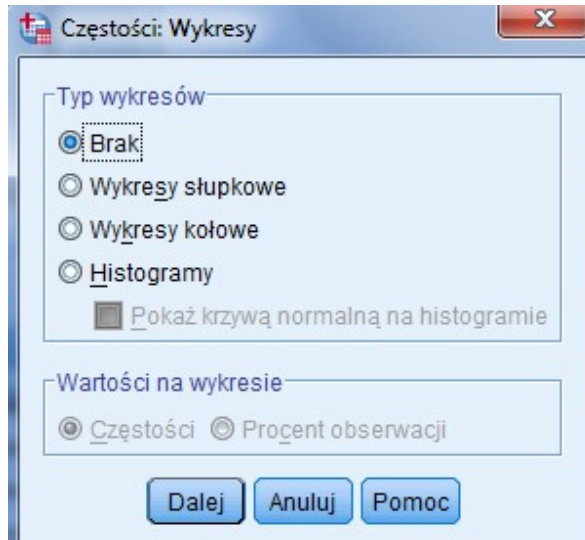 Częstości: Wykresy
Typ wykresów
Brak
Wykresy słupkowe
Wykresy kołowe
Histogramy
Pokaż krzywą normalną na histogramie
Wartości na wykresie
Częstości Procent obserwacji
Dalej Anuluj Pomoc